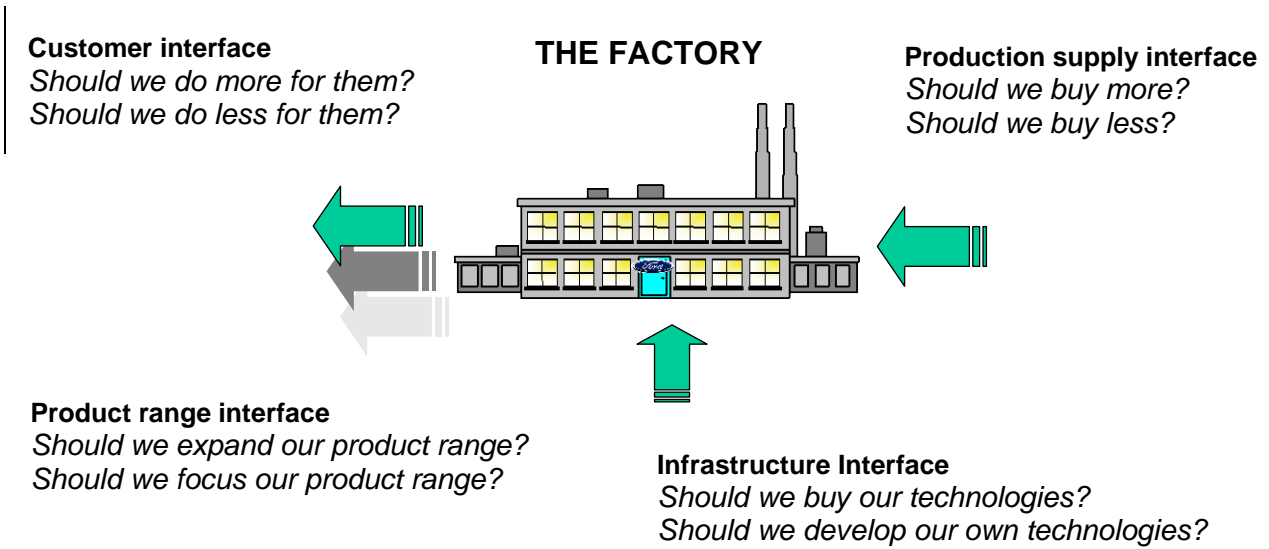 Customer interface
Should we do more for them?
Should we do less for them?
THE FACTORY
Production supply interface
Should we buy more?
Should we buy less?
Ford
Product range interface
Should we expand our product range?
Should we focus our product range?
Infrastructure Interface
Should we buy our technologies?
Should we develop our own technologies?